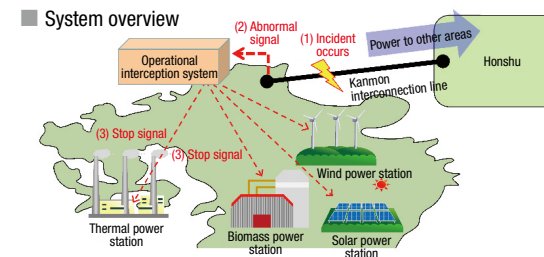 ■ System overview
(2) Abnormal
signal
(1) Incident
occurs
Power to other areas
Operational
interception system
Honshu
Kanmon
interconnection line
(3) Stop signal
(3) Stop signal
Wind power station
Thermal power
station
Biomass power
station
Solar power
station